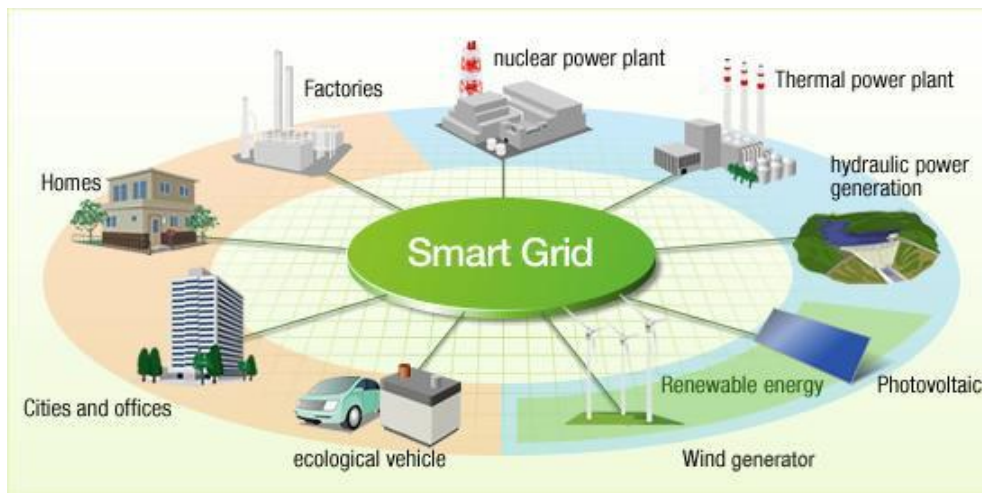 nuclear power plant
Factories
Thermal power plant
Homes
hydraulic power
generation
Smart Grid
Renewable energy
Photovoltaic
Cities and offices
ecological vehicle
Wind generator